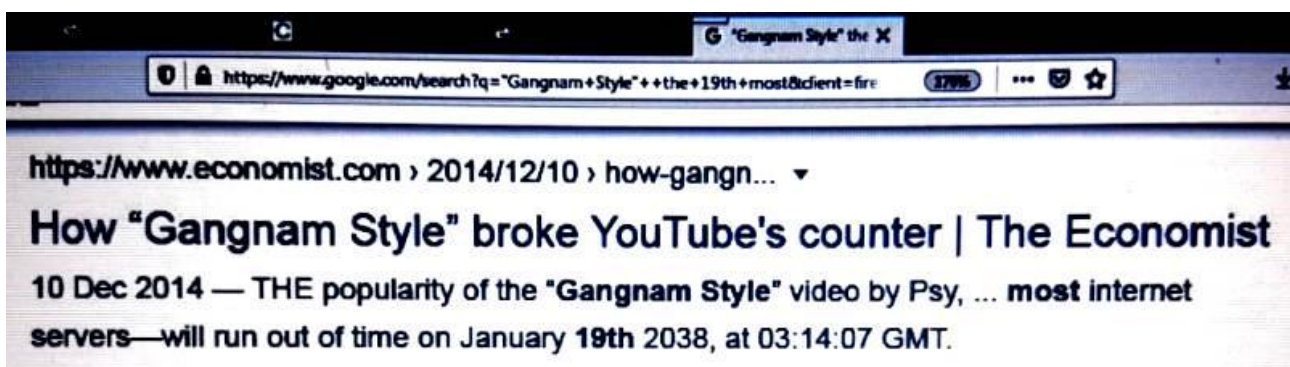 "Gangnam Style" the
https://www.google.com/search?q="Gangnam+Style"++the+19th+most&client=fire
370%
https://www.economist.com › 2014/12/10 › how-gangn...
How “Gangnam Style” broke YouTube's counter | The Economist
10 Dec 2014 — THE popularity of the "Gangnam Style" video by Psy, ... most internet
servers—will run out of time on January 19th 2038, at 03:14:07 GMT.